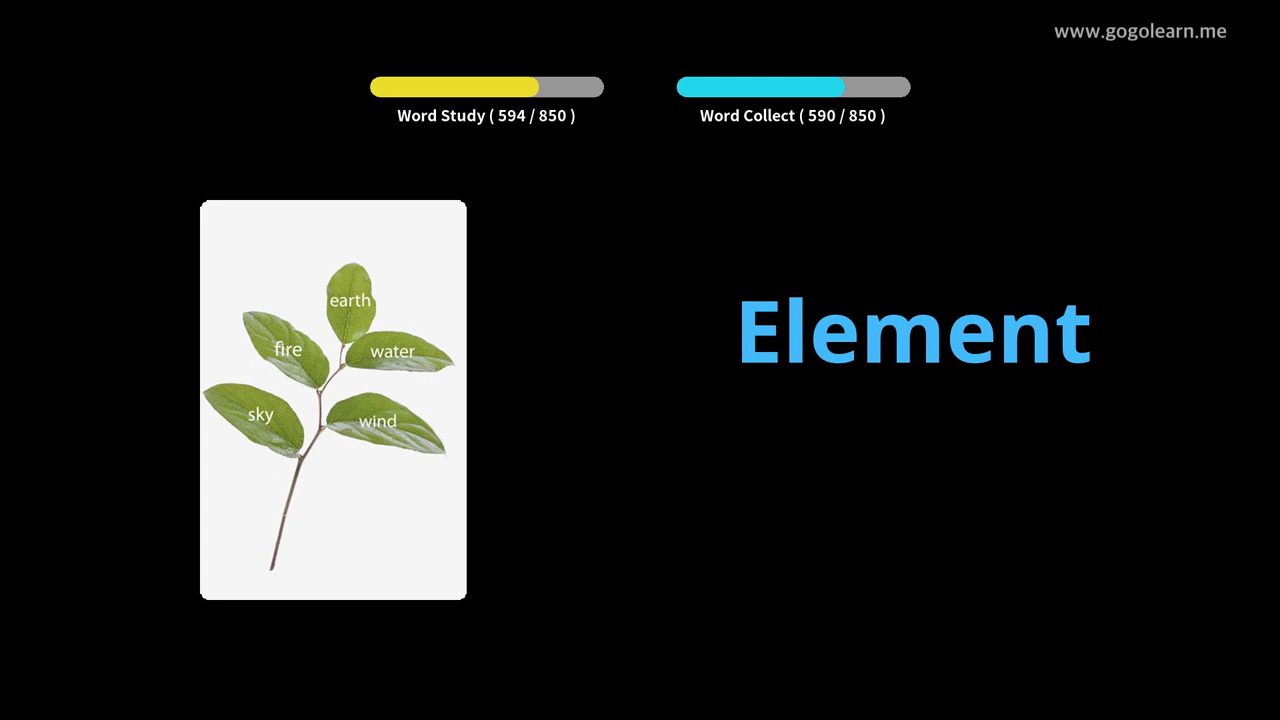 www.gogolearn.me
Word Study ( 594 / 850 )
Word Collect ( 590 / 850 )
earth
fire
water
sky
wind
Element